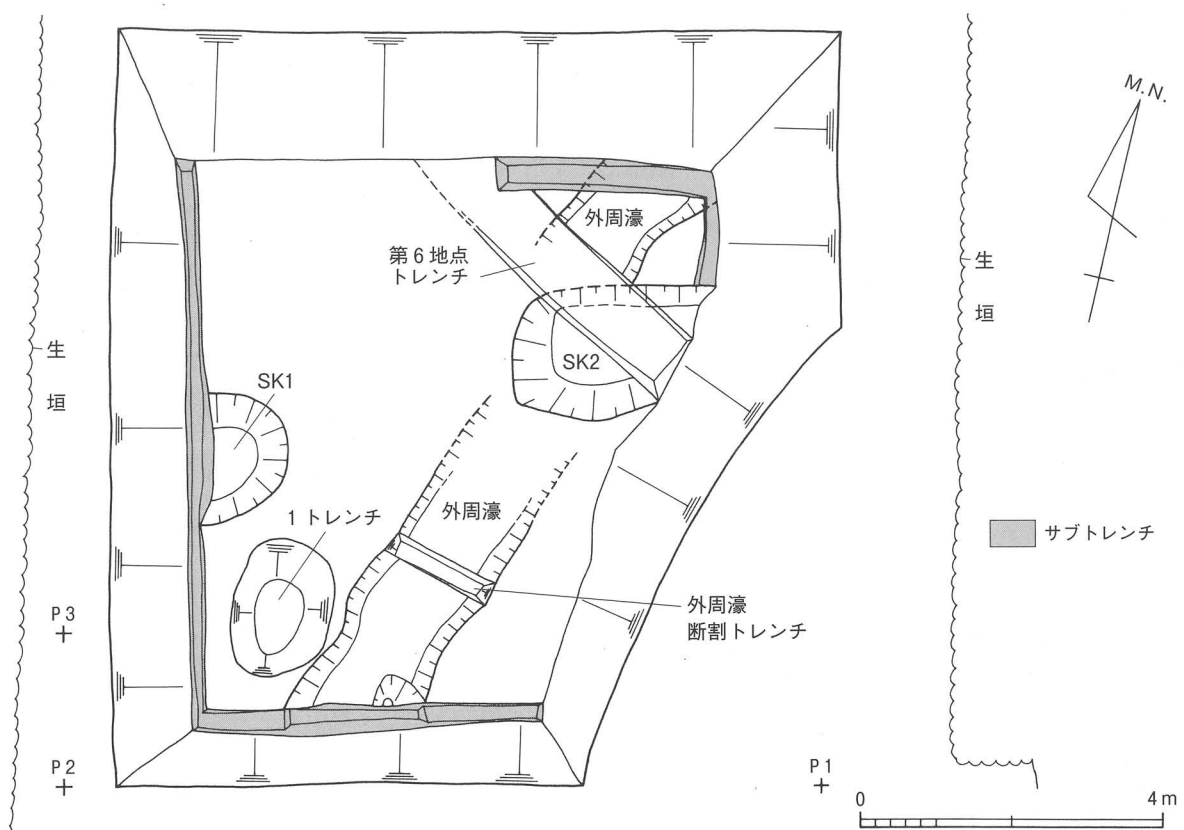 M.N.
外周濠
第6地点
トレンチ
生
垣
生
垣
SK2
SK1
1トレンチ
外周濠
サブトレンチ
外周濠
断割トレンチ
P3
P2
P1
0
4m